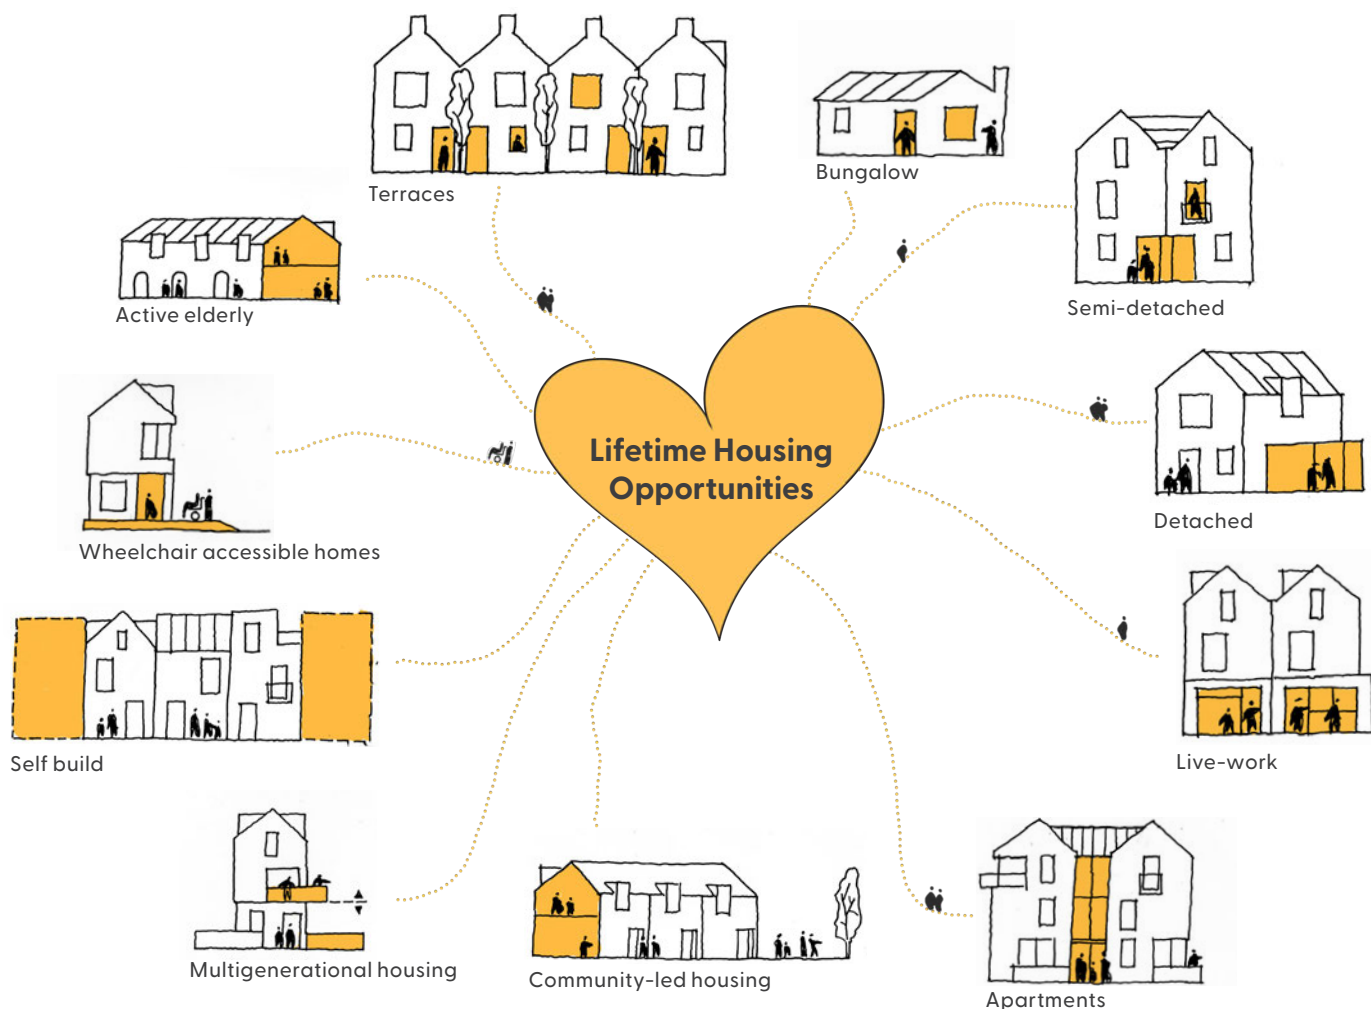 Terraces
Bungalow
Semi-detached
Active elderly
Lifetime Housing
Opportunities
Detached
Wheelchair accessible homes
Self build
Live-work
Multigenerational housing
Community-led housing
Apartments